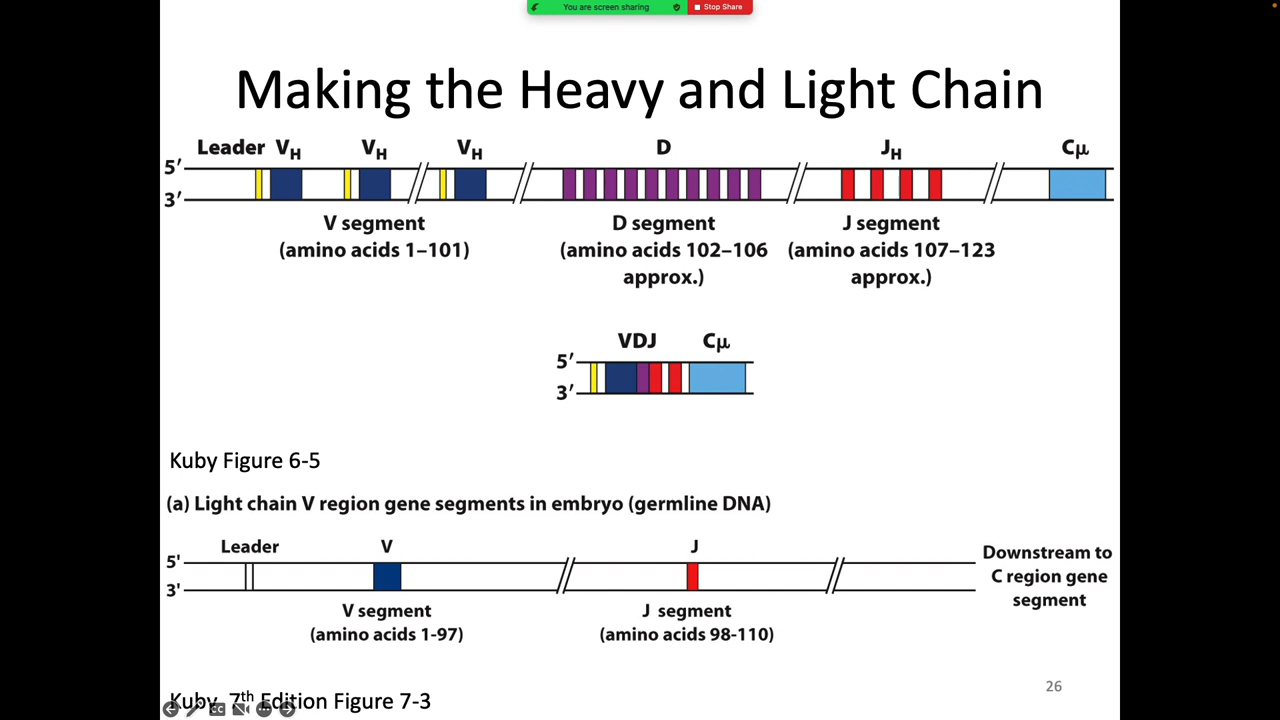 You are screen sharing
Stop Share
Making the Heavy and Light Chain
Leader V_H V_H V_H D J_H Cμ
5′
3′
V segment D segment J segment
(amino acids 1–101) (amino acids 102–106 (amino acids 107–123
approx.) approx.)
VDJ Cμ
5′
3′
Kuby Figure 6-5
(a) Light chain V region gene segments in embryo (germline DNA)
Leader V J
5'
3'
Downstream to
C region gene
segment
V segment J segment
(amino acids 1-97) (amino acids 98-110)
26
Kuby, 7th Edition Figure 7-3
CC